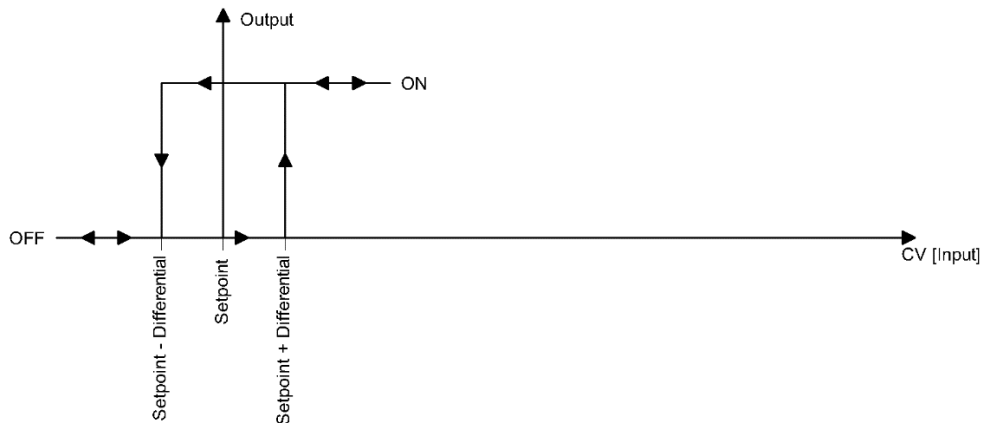 Output
ON
OFF
CV [Input]
Setpoint - Differential
Setpoint
Setpoint + Differential